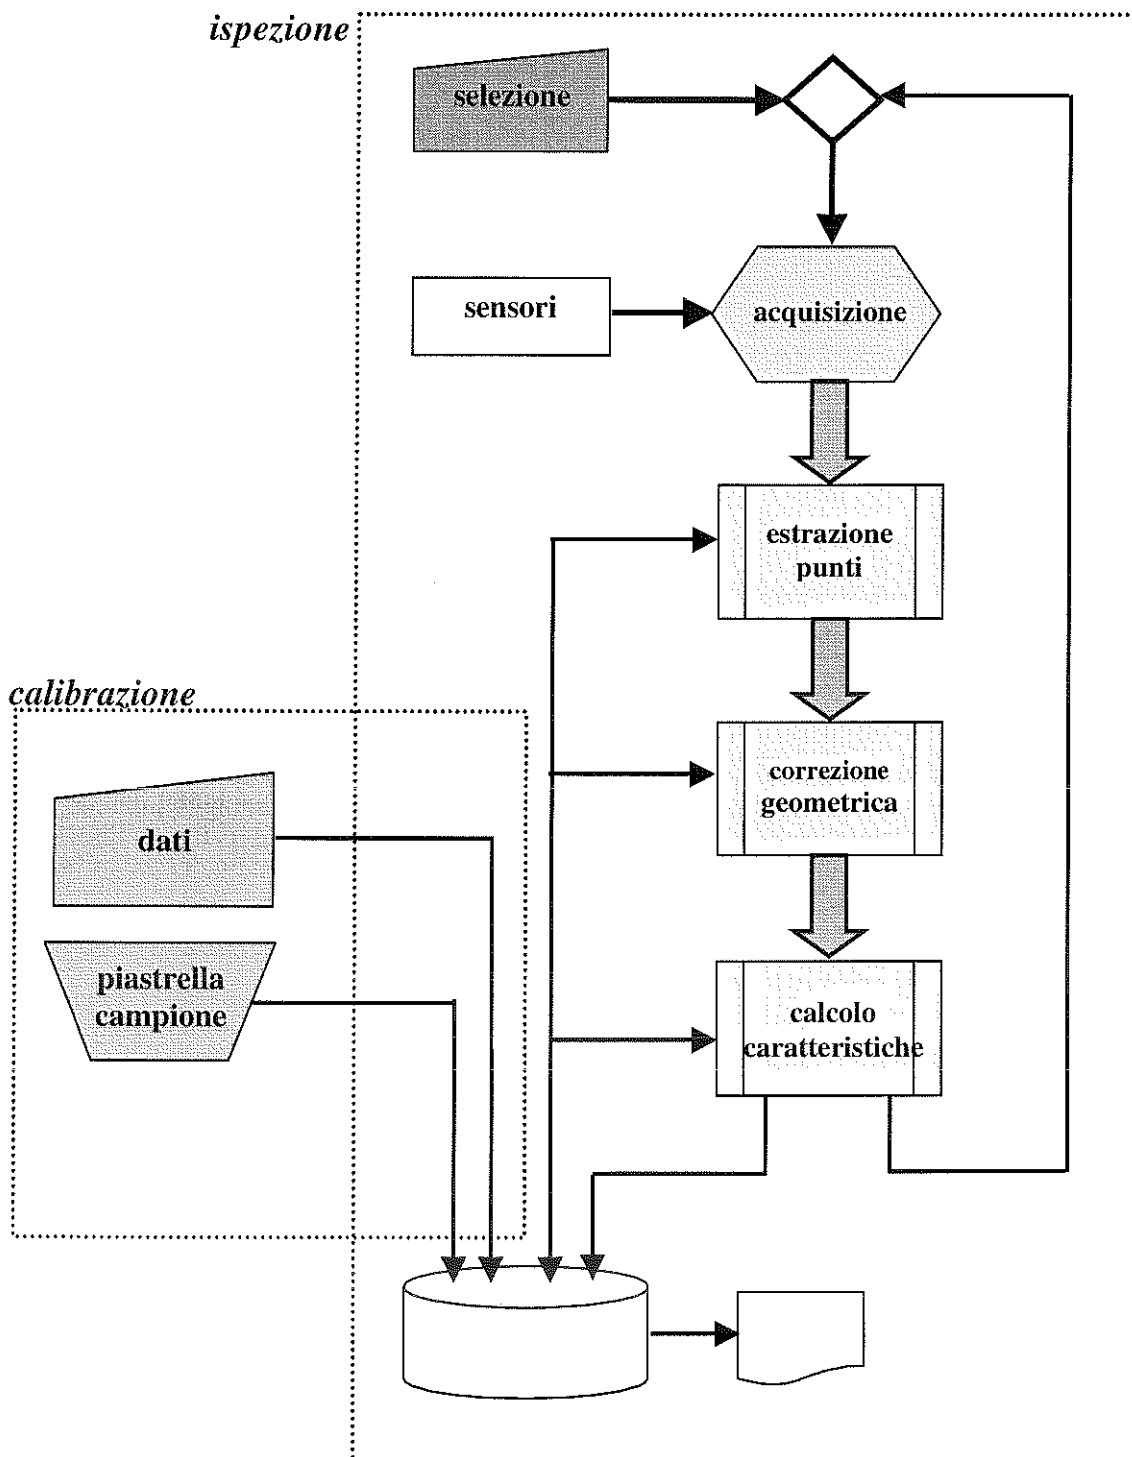 ispezione
selezione
sensori
acquisizione
estrazione
punti
calibrazione
correzione
geometrica
dati
piastrella
campione
calcolo
caratteristiche